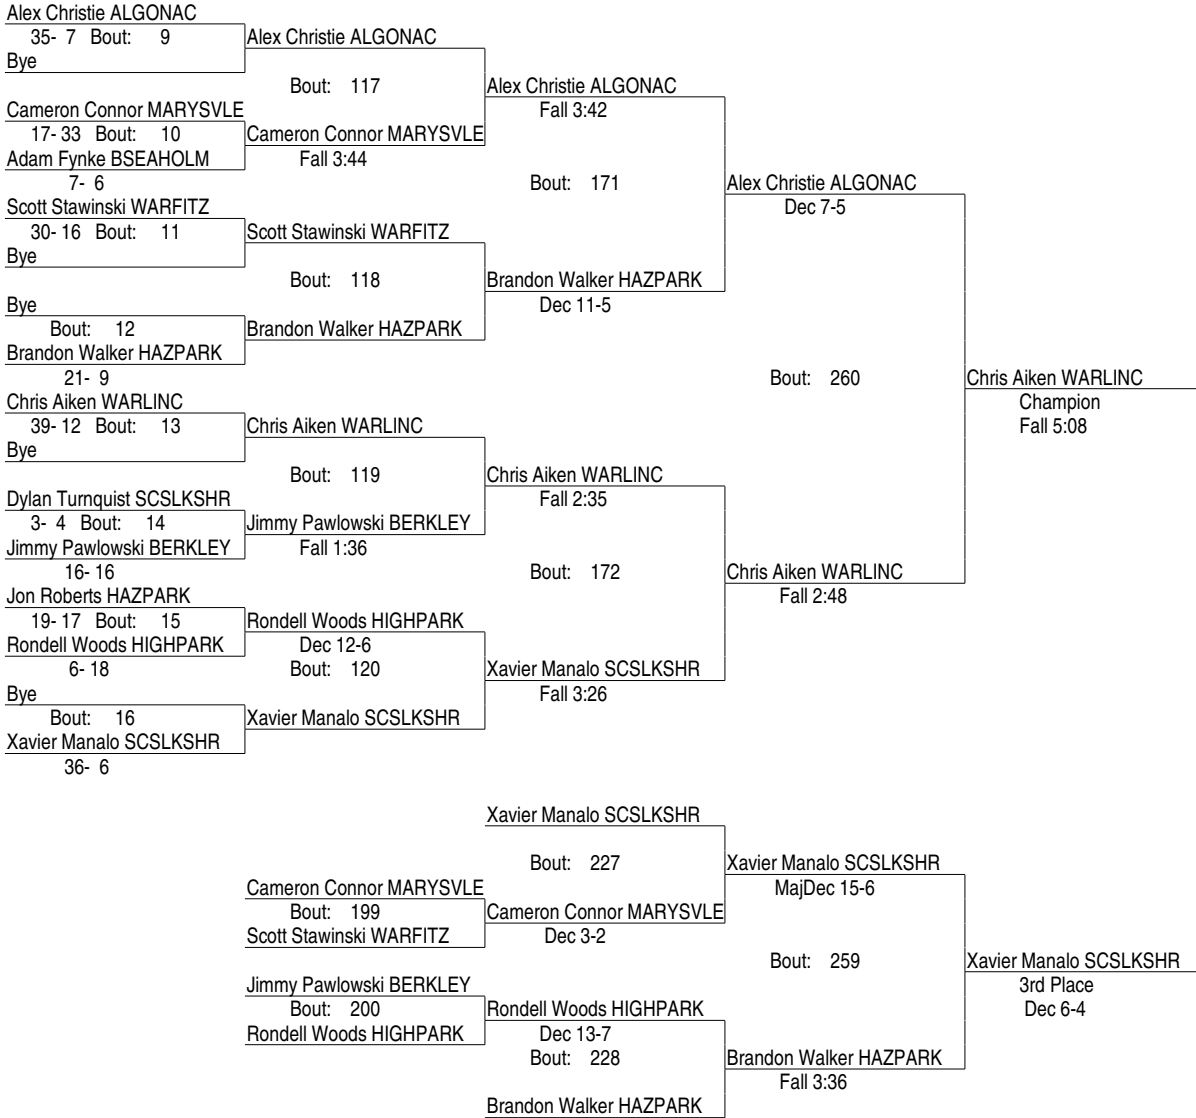 Alex Christie ALGONAC
35- 7 Bout: 9
Alex Christie ALGONAC
Bye
Bout: 117
Alex Christie ALGONAC
Cameron Connor MARYSVLE
Fall 3:42
17- 33 Bout: 10
Cameron Connor MARYSVLE
Adam Fynke BSEAHOLM
Fall 3:44
7- 6
Bout: 171
Alex Christie ALGONAC
Scott Stawinski WARFITZ
Dec 7-5
30- 16 Bout: 11
Scott Stawinski WARFITZ
Bye
Bout: 118
Brandon Walker HAZPARK
Bye
Dec 11-5
Bout: 12
Brandon Walker HAZPARK
Brandon Walker HAZPARK
21- 9
Bout: 260
Chris Aiken WARLINC
Chris Aiken WARLINC
Champion
39- 12 Bout: 13
Chris Aiken WARLINC
Fall 5:08
Bye
Bout: 119
Chris Aiken WARLINC
Dylan Turnquist SCSLKSHR
Fall 2:35
3- 4 Bout: 14
Jimmy Pawlowski BERKLEY
Jimmy Pawlowski BERKLEY
Fall 1:36
16- 16
Bout: 172
Chris Aiken WARLINC
Jon Roberts HAZPARK
Fall 2:48
19- 17 Bout: 15
Rondell Woods HIGHPARK
Rondell Woods HIGHPARK
Dec 12-6
6- 18
Bout: 120
Xavier Manalo SCSLKSHR
Bye
Fall 3:26
Bout: 16
Xavier Manalo SCSLKSHR
Xavier Manalo SCSLKSHR
36- 6
Xavier Manalo SCSLKSHR
Bout: 227
Xavier Manalo SCSLKSHR
Cameron Connor MARYSVLE
MajDec 15-6
Bout: 199
Cameron Connor MARYSVLE
Scott Stawinski WARFITZ
Dec 3-2
Bout: 259
Xavier Manalo SCSLKSHR
Jimmy Pawlowski BERKLEY
3rd Place
Bout: 200
Rondell Woods HIGHPARK
Dec 6-4
Rondell Woods HIGHPARK
Dec 13-7
Bout: 228
Brandon Walker HAZPARK
Fall 3:36
Brandon Walker HAZPARK